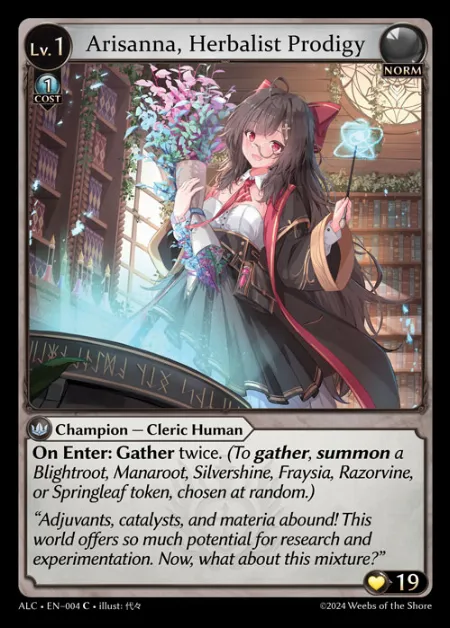 Lv.1
Arisanna, Herbalist Prodigy
NORM
1
COST
Champion — Cleric Human
On Enter: Gather twice. (To gather, summon a
Blightroot, Manaroot, Silvershine, Fraysia, Razorvine,
or Springleaf token, chosen at random.)
“Adjuvants, catalysts, and materia abound! This
world offers so much potential for research and
experimentation. Now, what about this mixture?”
19
ALC • EN–004 C • illust: 代々
©2024 Weebs of the Shore